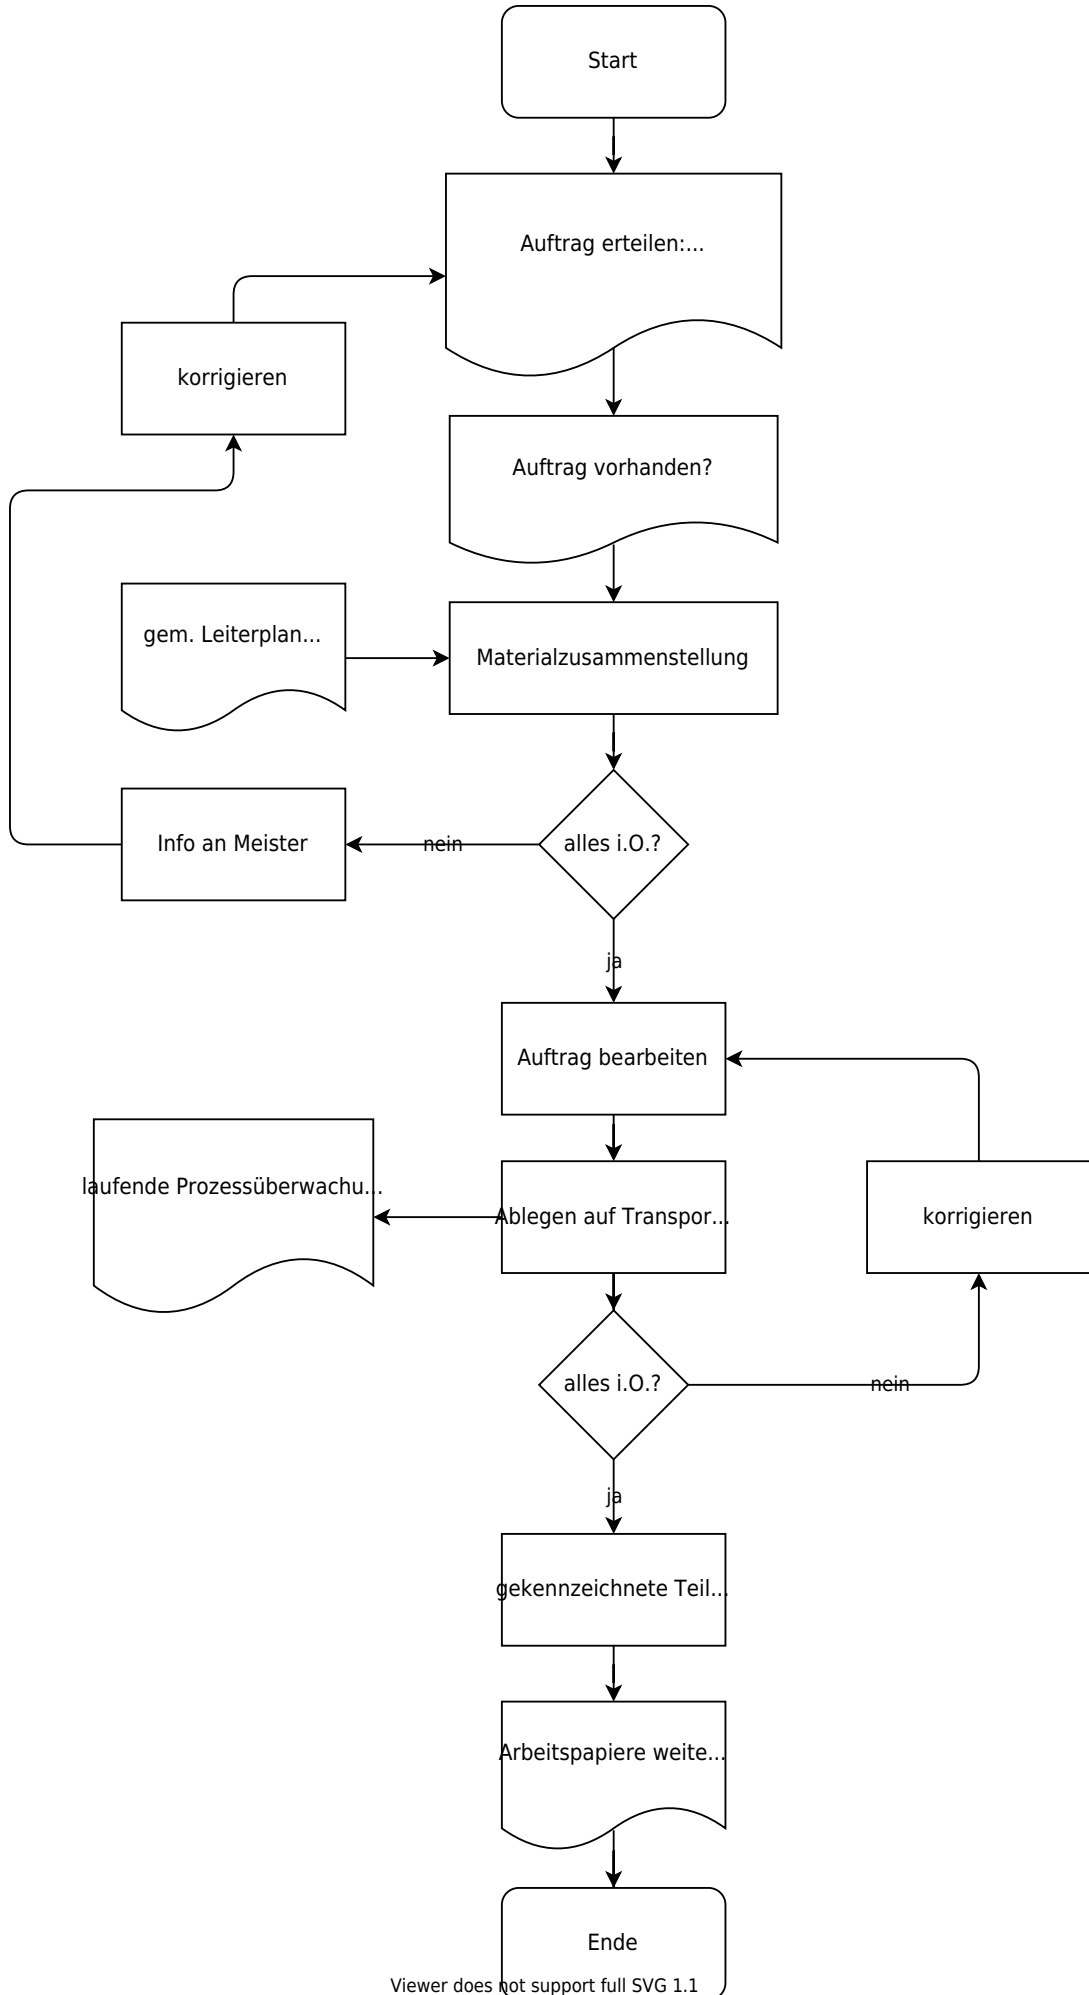 Start
Auftrag erteilen:...
korrigieren
Auftrag vorhanden?
gem. Leiterplan...
Materialzusammenstellung
Info an Meister
nein
alles i.O.?
ja
Auftrag bearbeiten
laufende Prozessüberwachu...
Ablegen auf Transpor...
korrigieren
alles i.O.?
nein
ja
gekennzeichnete Teil...
Arbeitspapiere weite...
Ende
Viewer does not support full SVG 1.1